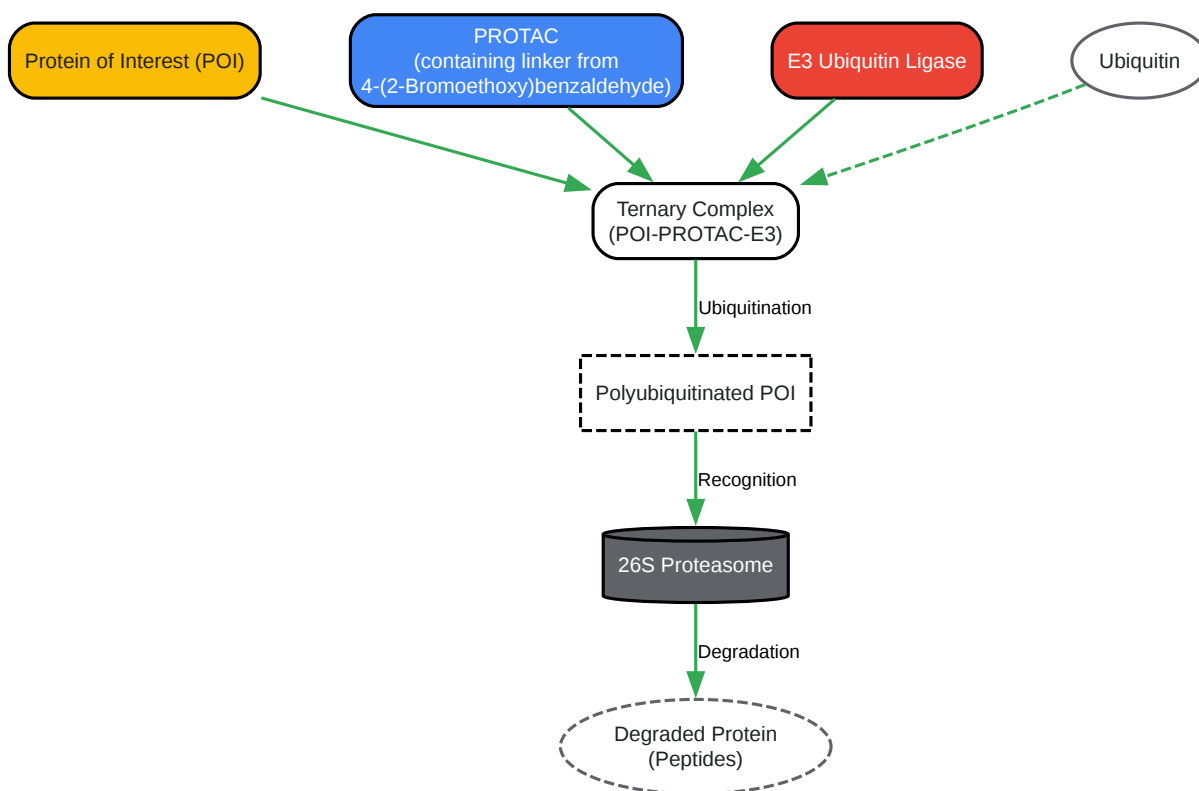 Protein of Interest (POI)
PROTAC
(containing linker from
4-(2-Bromoethoxy)benzaldehyde)
E3 Ubiquitin Ligase
Ubiquitin
Ternary Complex
(POI-PROTAC-E3)
Ubiquitination
Polyubiquitinated POI
Recognition
26S Proteasome
Degradation
Degraded Protein
(Peptides)